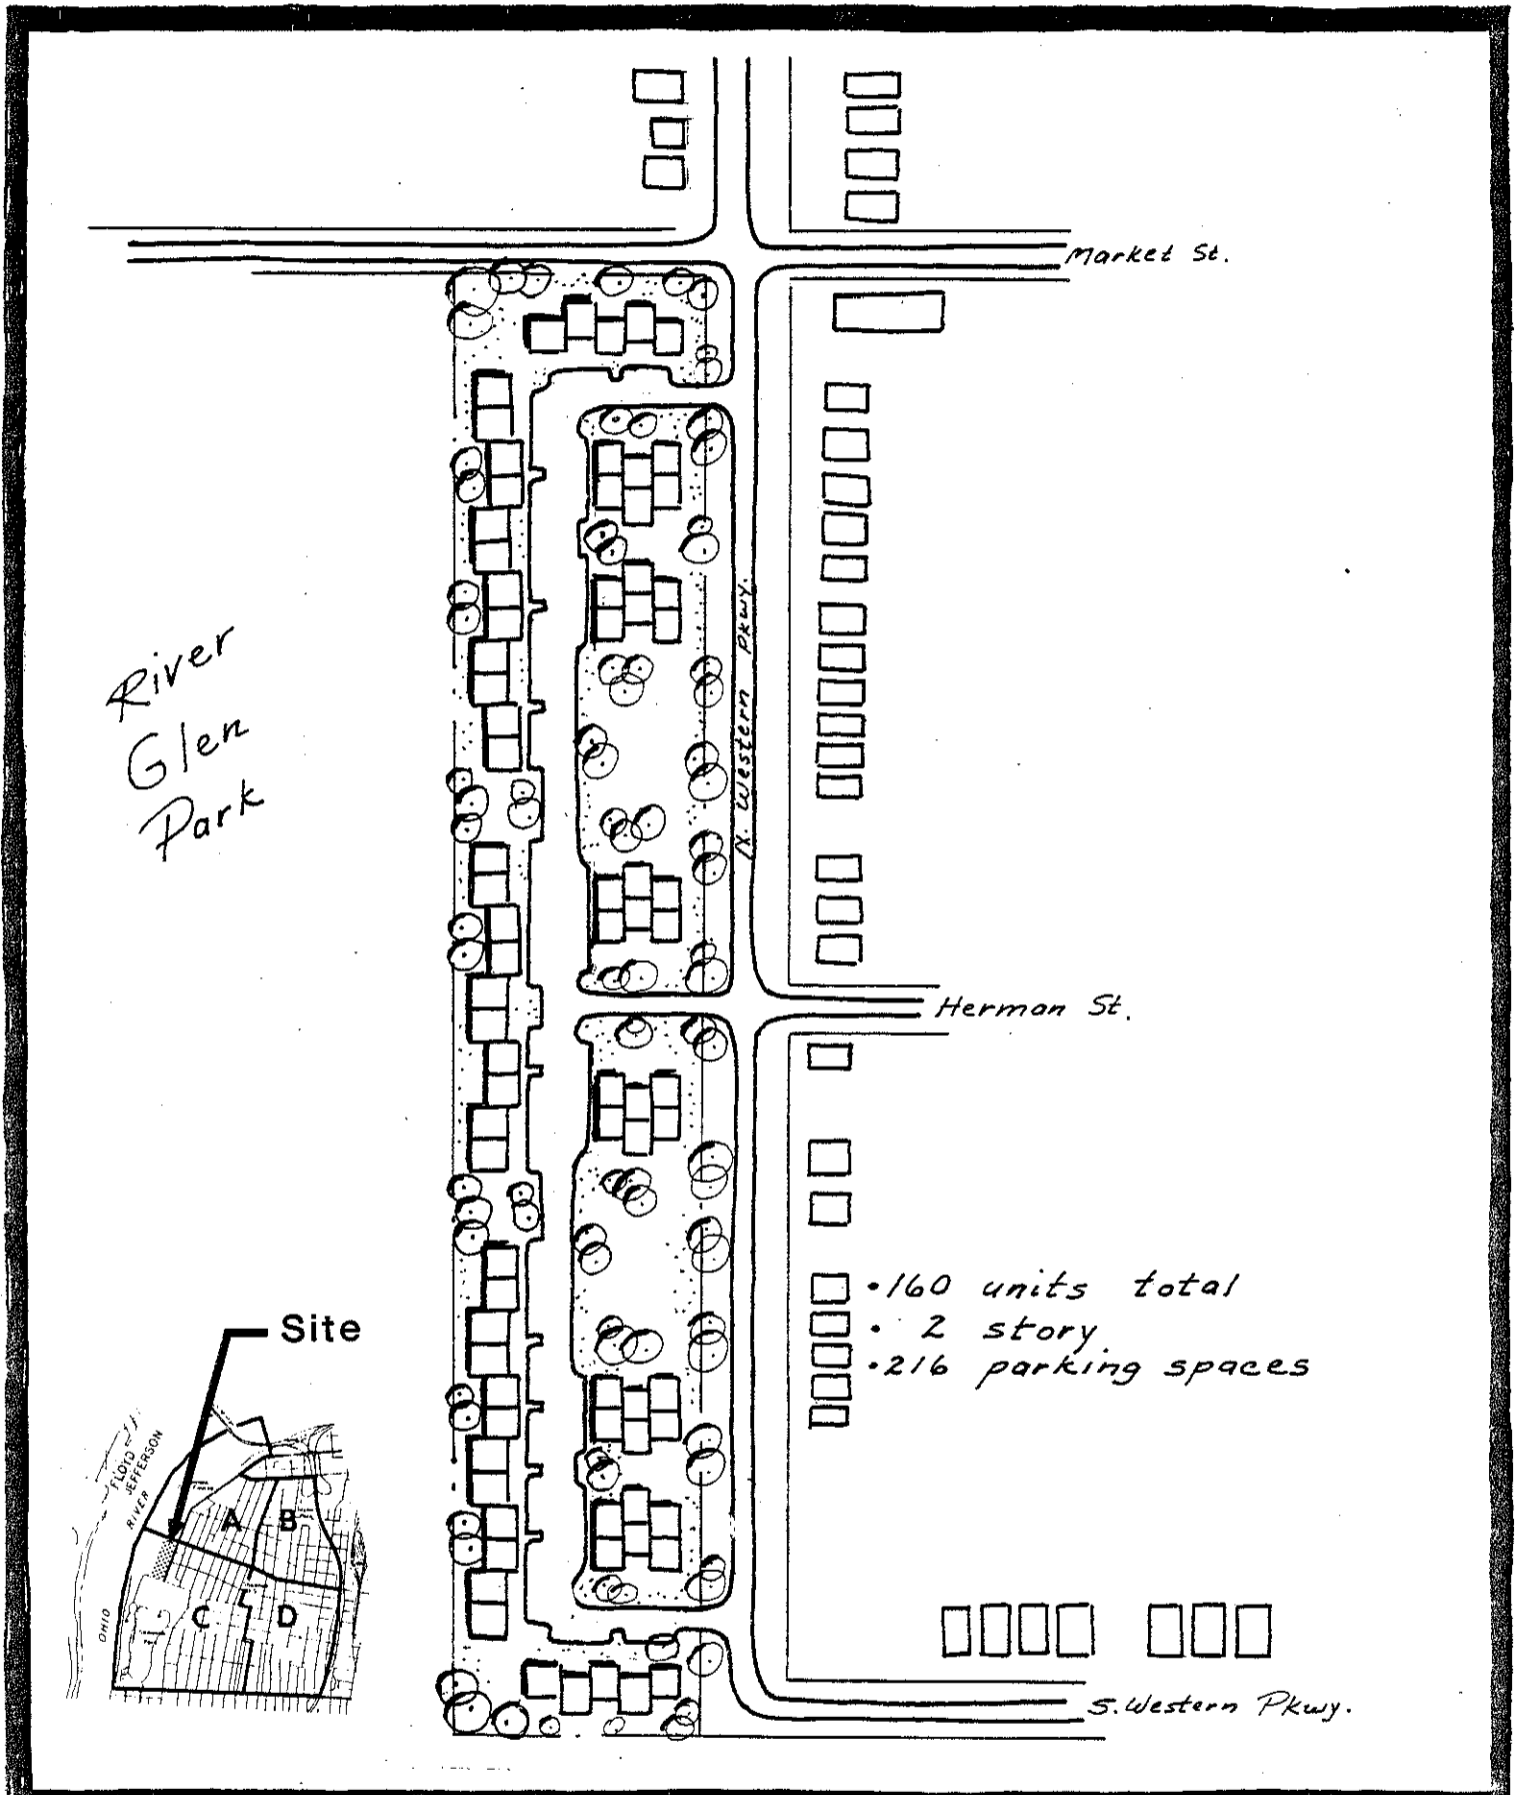 Market St.
N. Western Pkwy.
River
Glen
Park
Herman St.
•160 units total
• 2 story
•216 parking spaces
Site
FLOYD
JEFFERSON
RIVER
A
B
C
D
OHIO
S. Western Pkwy.